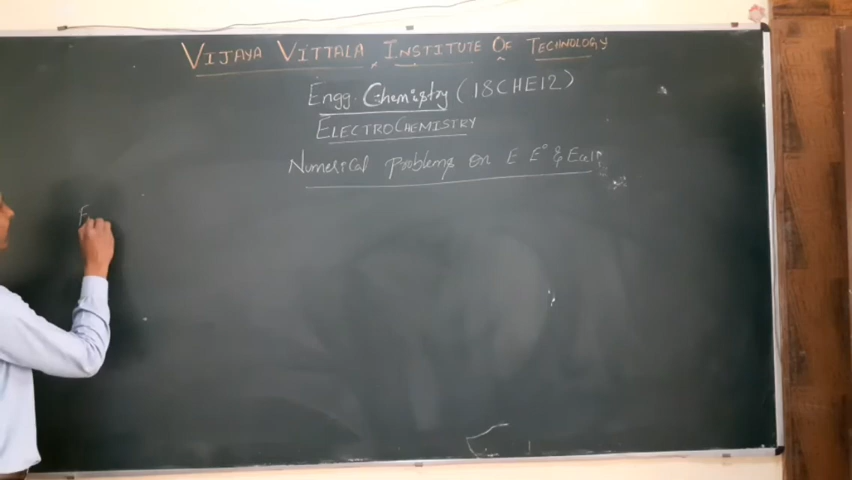 VIJAYA VITTALA INSTITUTE OF TECHNOLOGY
Engg. Chemistry (18CHE12)
ELECTROCHEMISTRY
Numerical Problems on E E° & Ecell
E